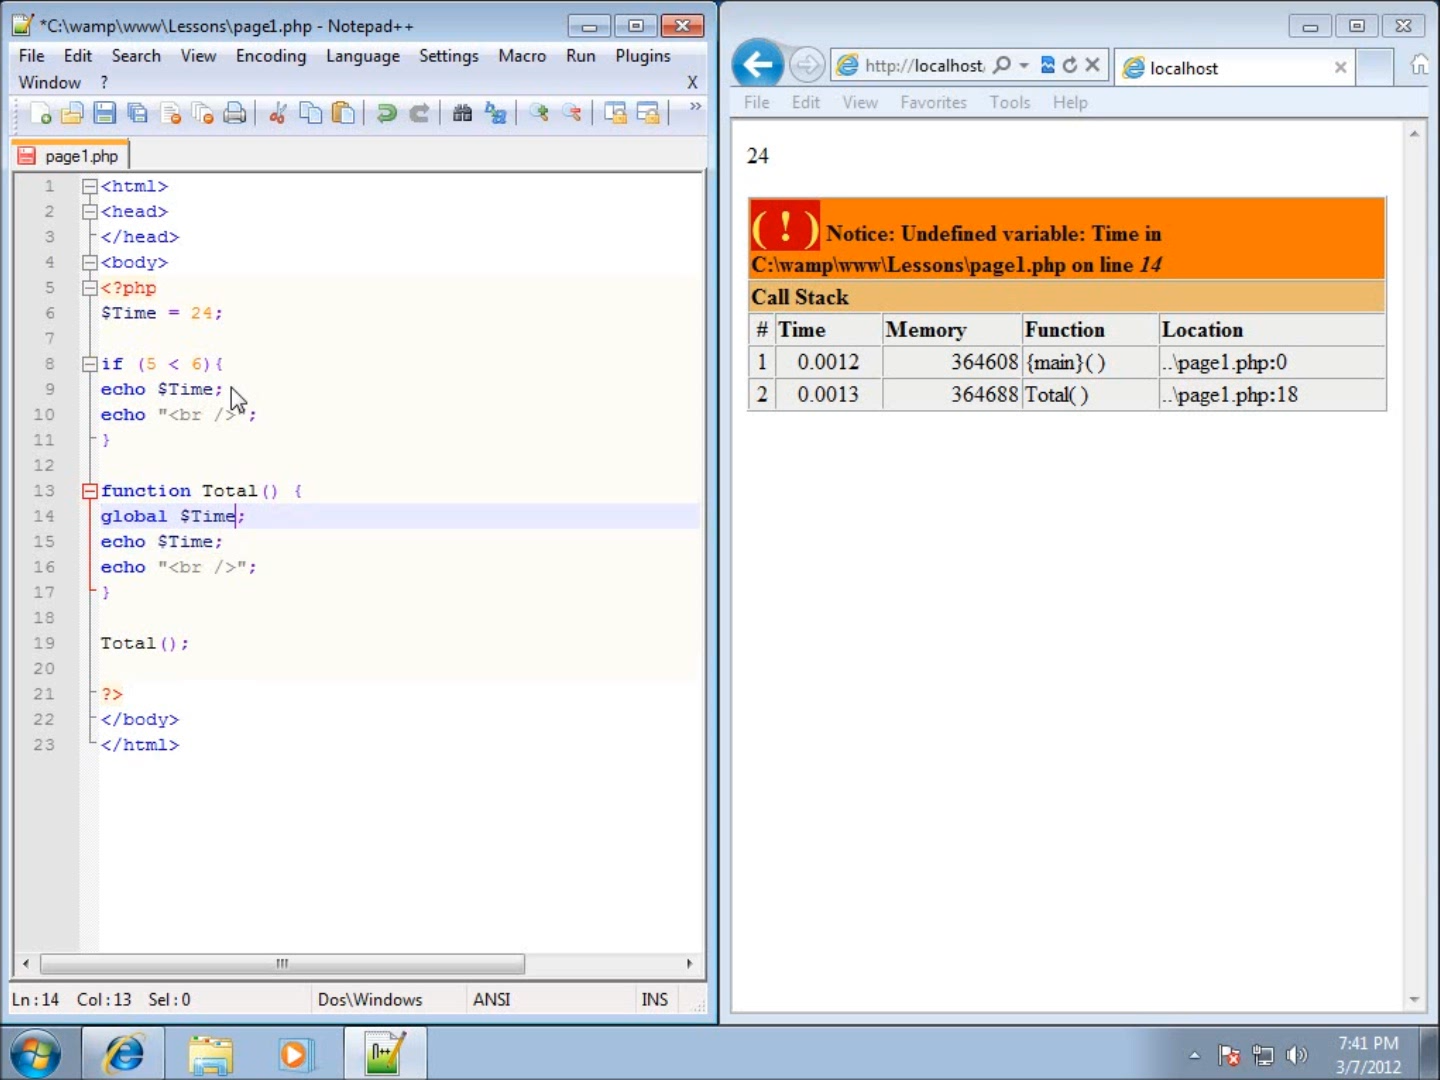 *C:\wamp\www\Lessons\page1.php - Notepad++
File Edit Search View Encoding Language Settings Macro Run Plugins
Window ? X
page1.php
1 <html>
2 <head>
3 </head>
4 <body>
5 <?php
6 $Time = 24;
7
8 if (5 < 6){
9 echo $Time;
10 echo "<br />";
11 }
12
13 function Total() {
14 global $Time;
15 echo $Time;
16 echo "<br />";
17 }
18
19 Total();
20
21 ?>
22 </body>
23 </html>
Ln:14 Col:13 Sel:0 Dos\Windows ANSI INS
http://localhost localhost
File Edit View Favorites Tools Help
24
( ! ) Notice: Undefined variable: Time in
C:\wamp\www\Lessons\page1.php on line 14
Call Stack
# Time Memory Function Location
1 0.0012 364608 {main}( ) ..\page1.php:0
2 0.0013 364688 Total( ) ..\page1.php:18
7:41 PM
3/7/2012